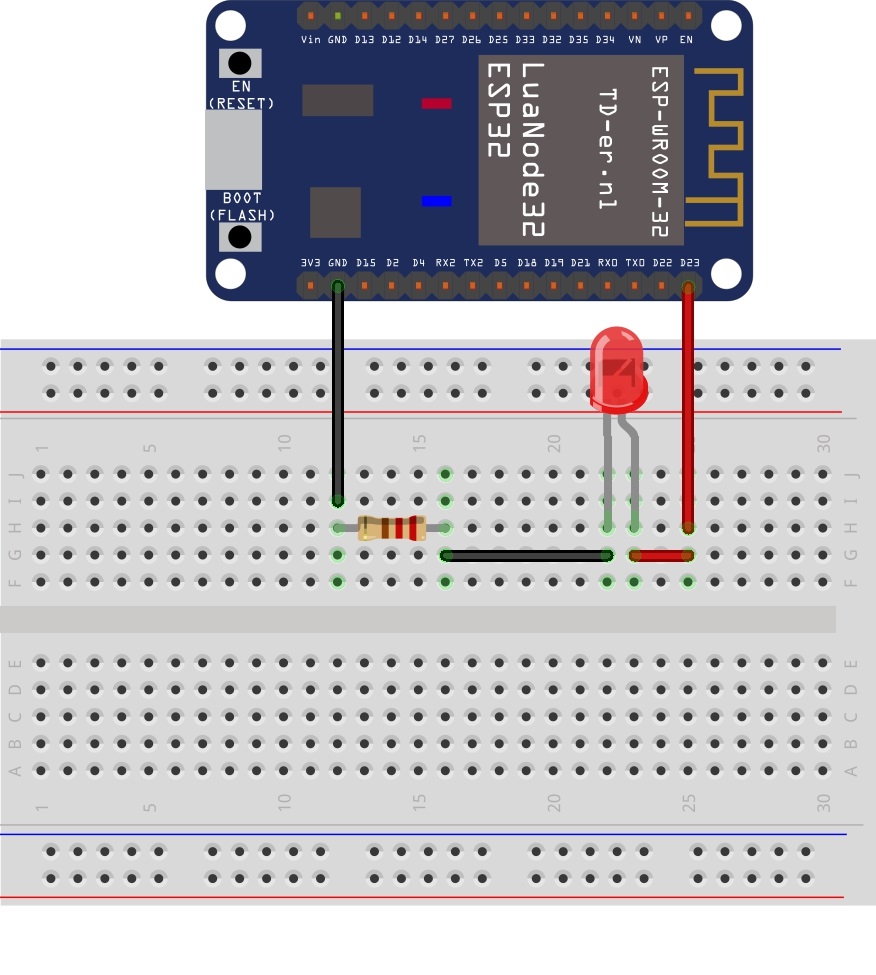 Vin GND D13 D12 D14 D27 D26 D25 D33 D32 D35 D34 VN VP EN
EN
(RESET)
BOOT
(FLASH)
ESP32
LuaNode32
TD-er.nl
ESP-WROOM-32
3V3 GND D15 D2 D4 RX2 TX2 D5 D18 D19 D21 RX0 TX0 D22 D23
1 5 10 15 20 25 30
J J
I I
H H
G G
F F
E E
D D
C C
B B
A A
1 5 10 15 20 25 30